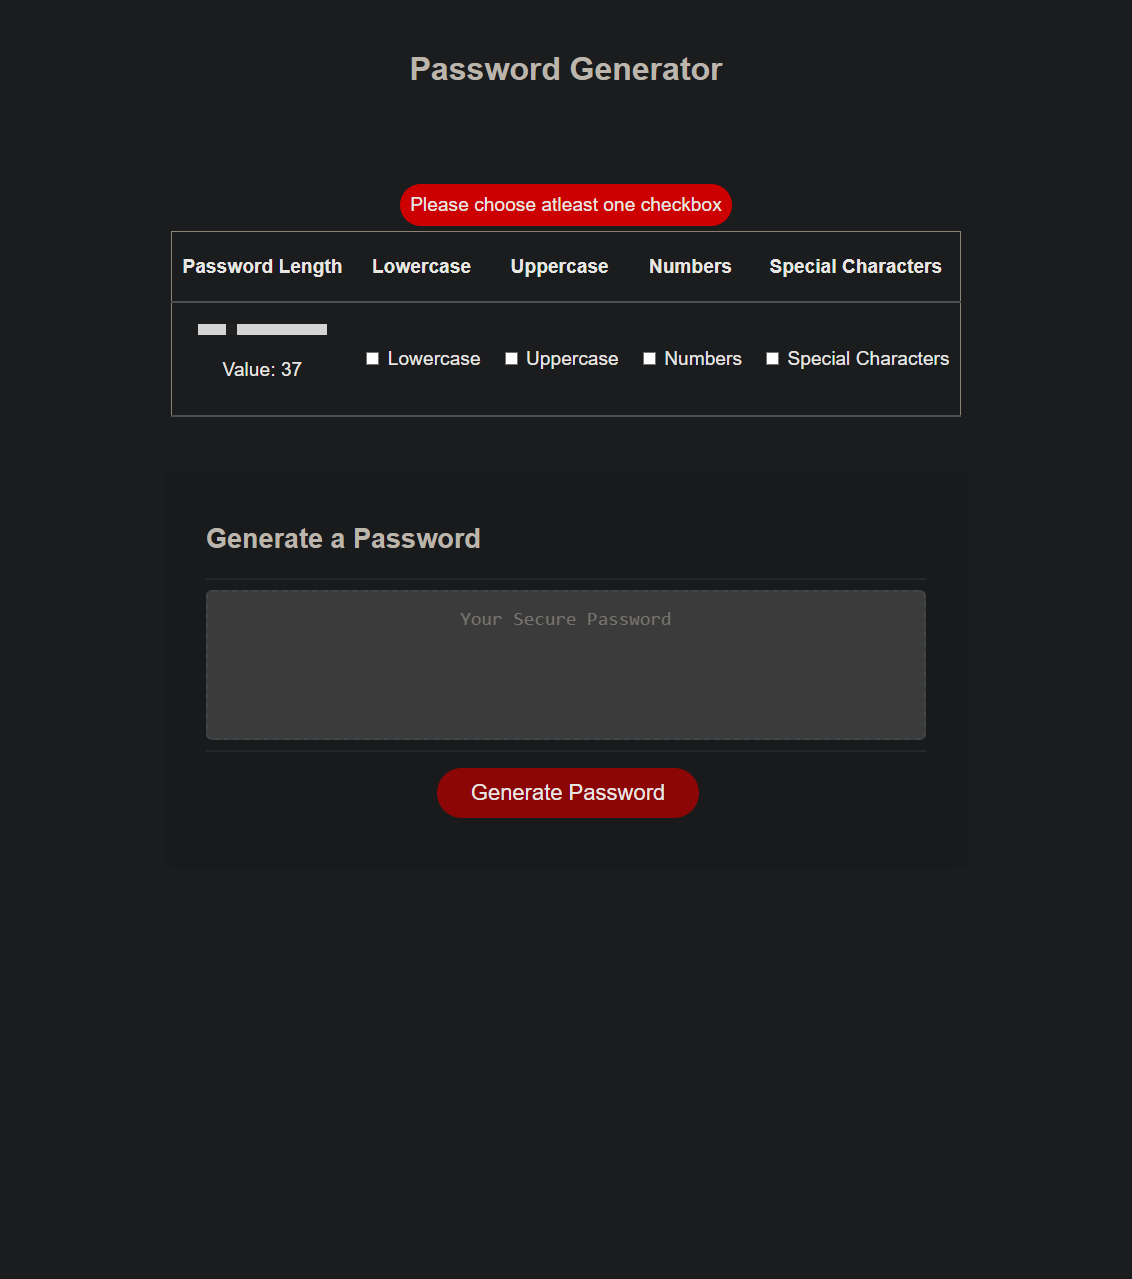 Password Generator
Please choose atleast one checkbox
Password Length Lowercase Uppercase Numbers Special Characters
Lowercase Uppercase Numbers Special Characters
Value: 37
Generate a Password
Your Secure Password
Generate Password